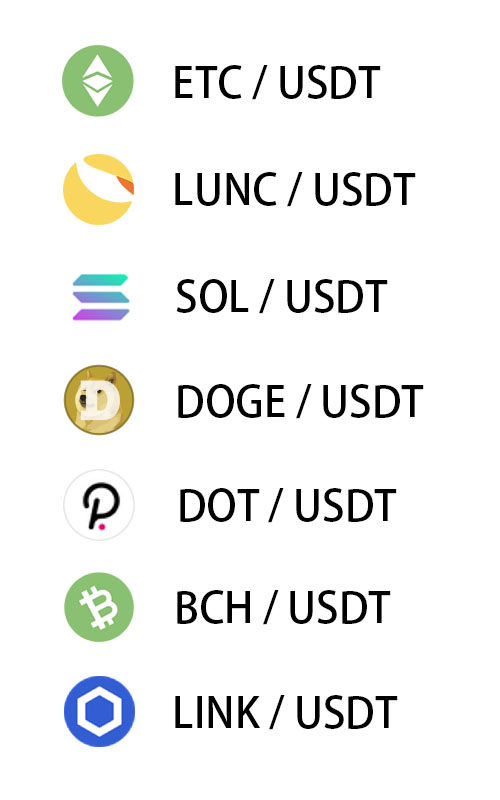 ETC / USDT
LUNC / USDT
SOL / USDT
DOGE / USDT
DOT / USDT
BCH / USDT
LINK / USDT